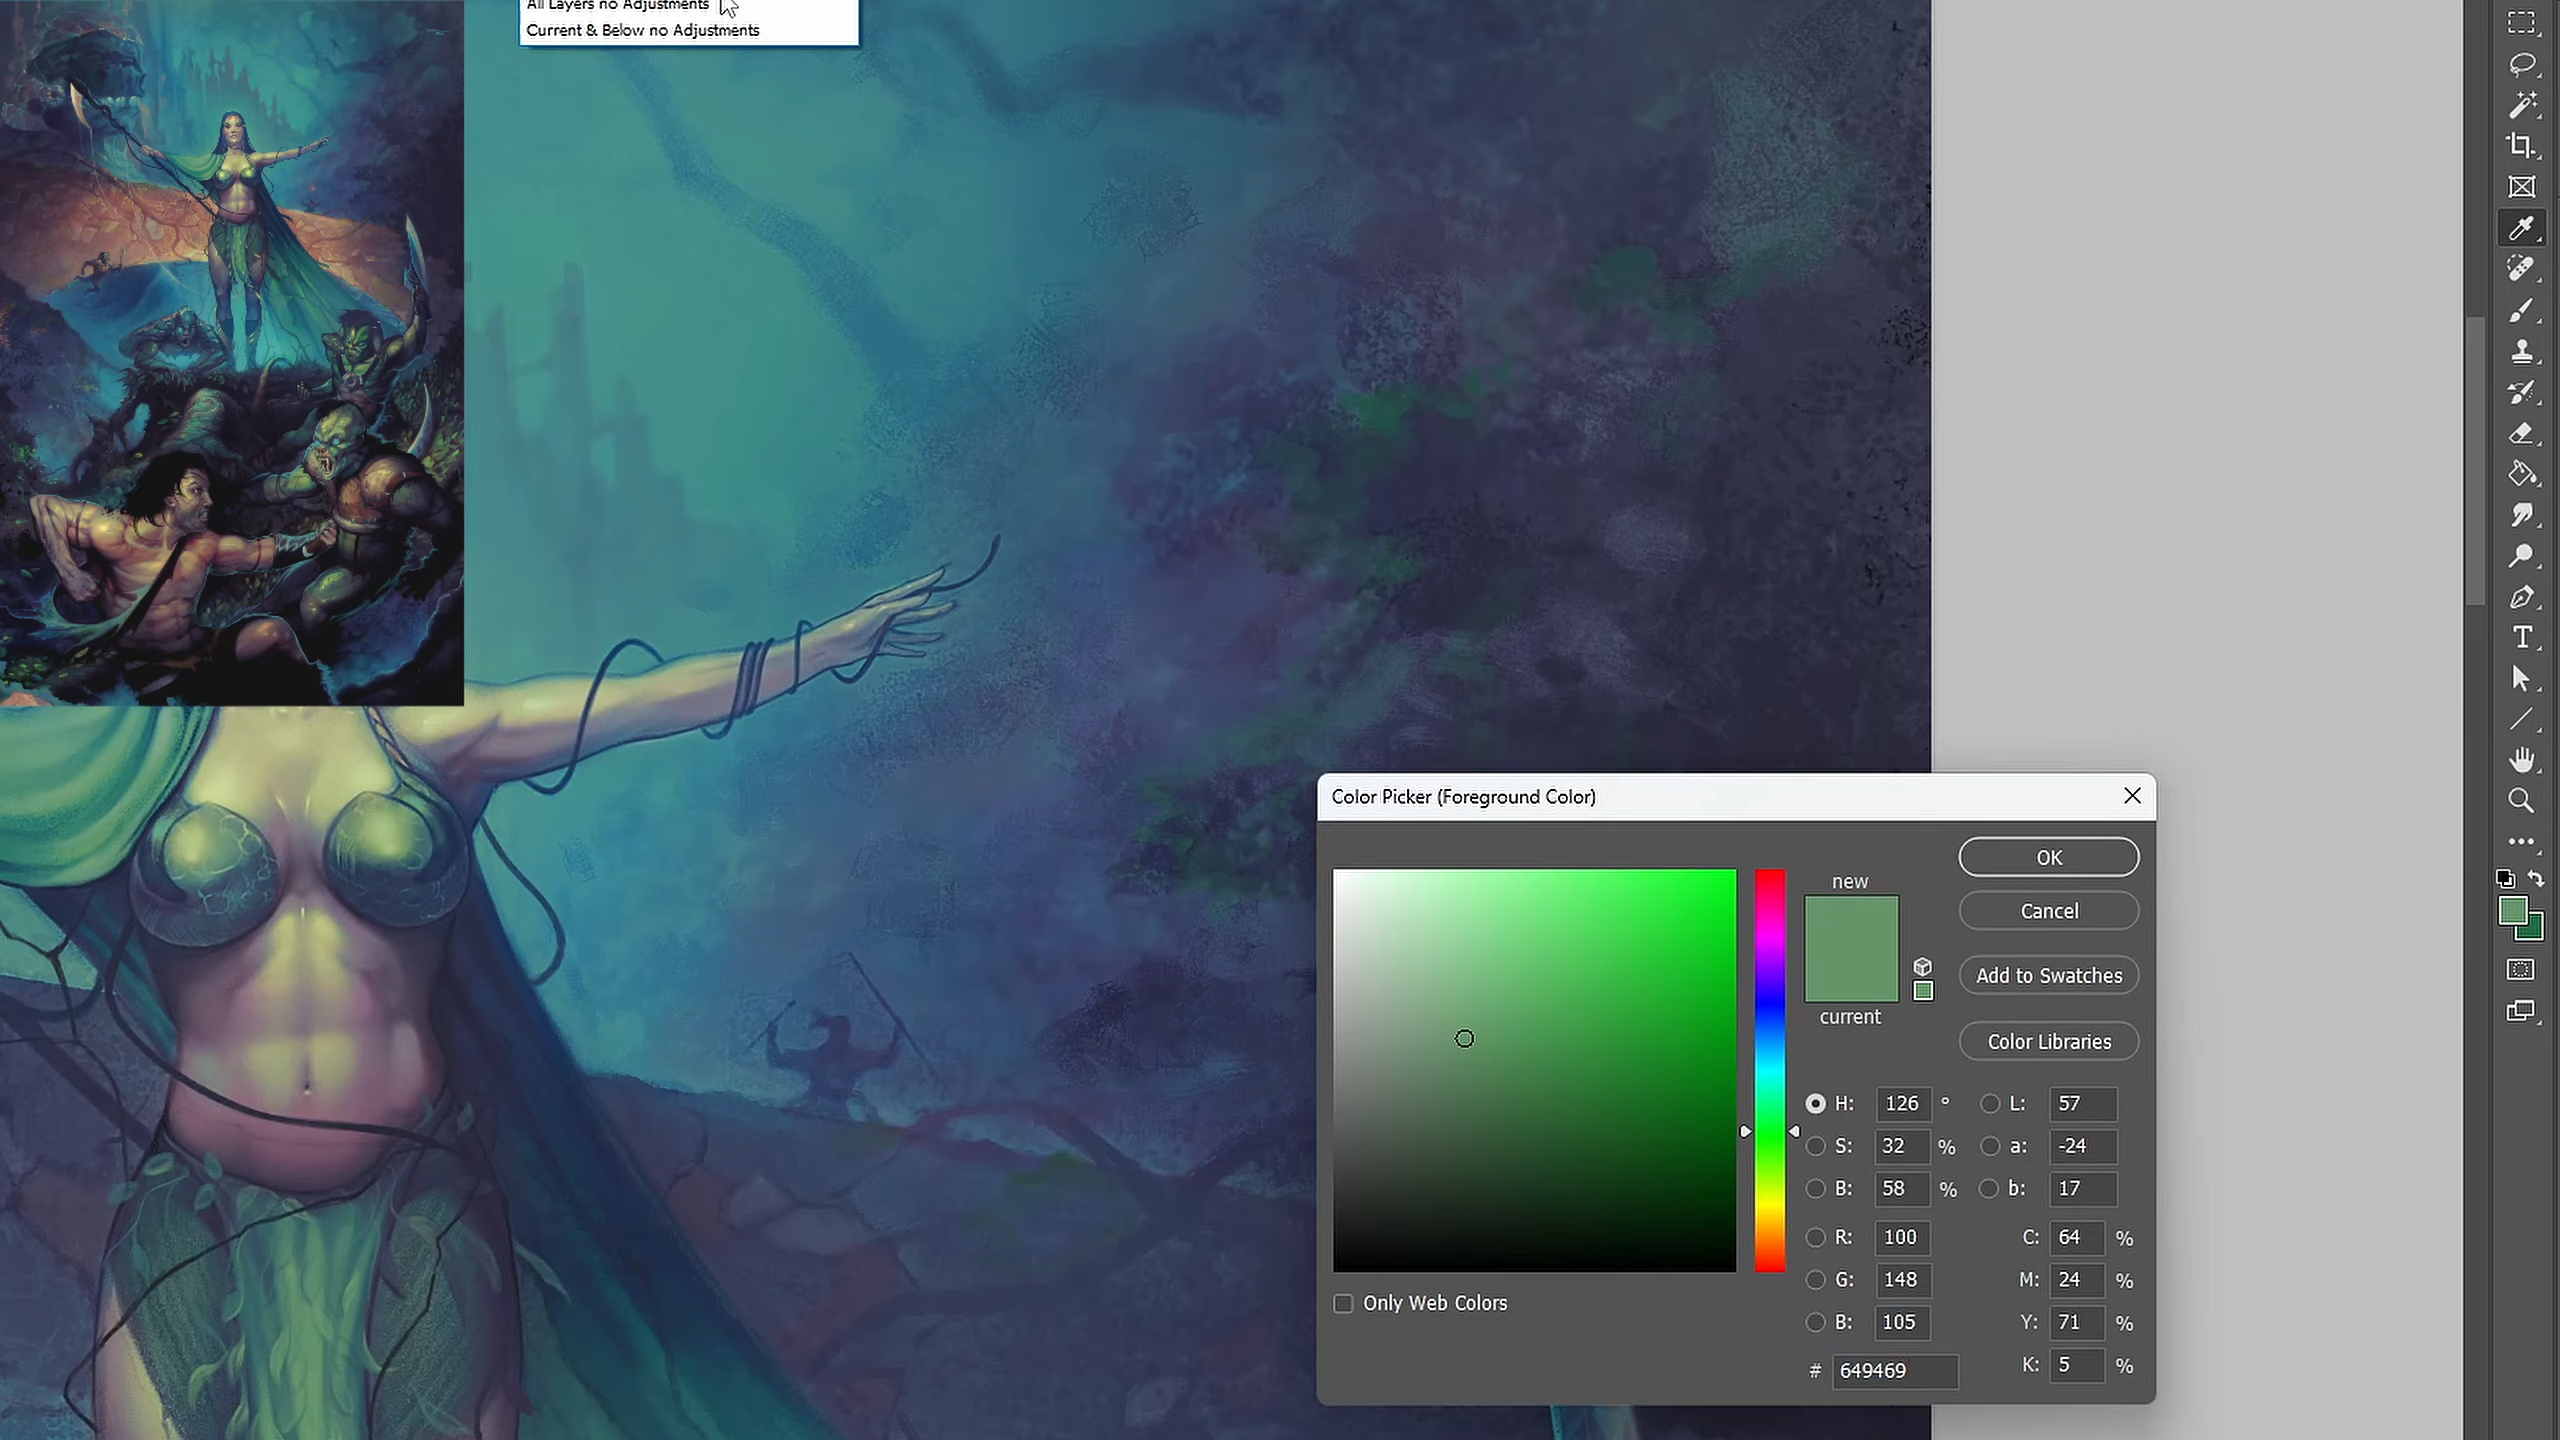 All Layers no Adjustments
Current & Below no Adjustments
Color Picker (Foreground Color)
new
OK
Cancel
Add to Swatches
current
Color Libraries
H: 126 °
L: 57
S: 32 %
a: -24
B: 58 %
b: 17
R: 100
C: 64 %
G: 148
M: 24 %
B: 105
Y: 71 %
# 649469
K: 5 %
Only Web Colors